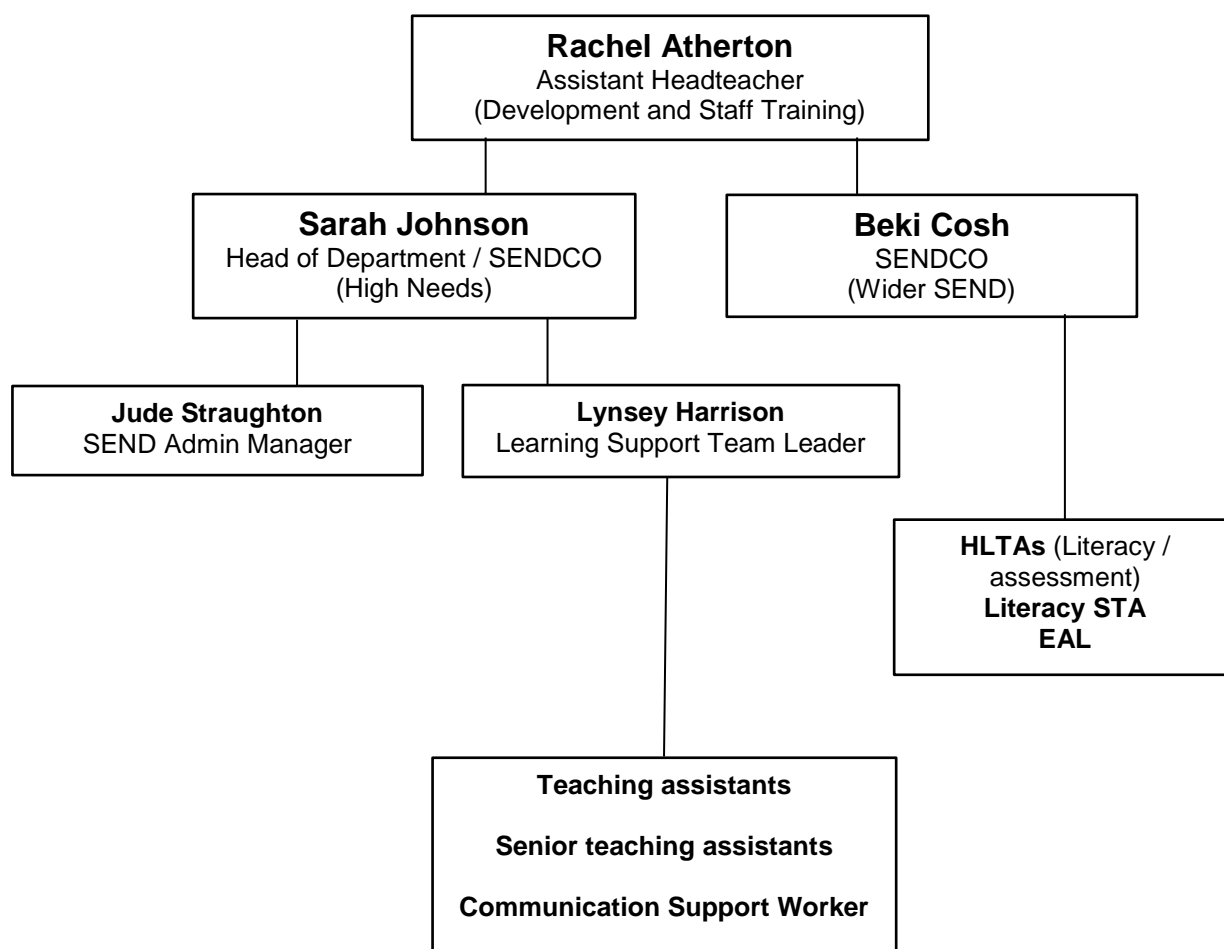 Rachel Atherton
Assistant Headteacher
(Development and Staff Training)
Sarah Johnson
Head of Department / SENDCO
(High Needs)
Beki Cosh
SENDCO
(Wider SEND)
Jude Straughton
SEND Admin Manager
Lynsey Harrison
Learning Support Team Leader
HLTAs (Literacy /
assessment)
Literacy STA
EAL
Teaching assistants
Senior teaching assistants
Communication Support Worker